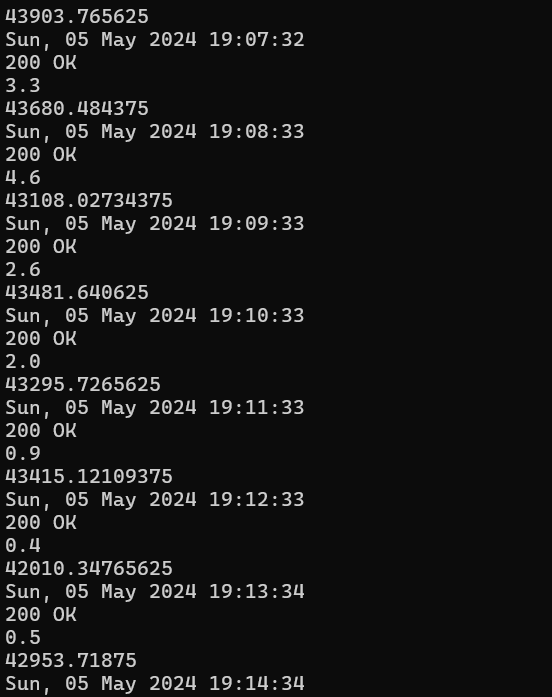 43903.765625
Sun, 05 May 2024 19:07:32
200 OK
3.3
43680.484375
Sun, 05 May 2024 19:08:33
200 OK
4.6
43108.02734375
Sun, 05 May 2024 19:09:33
200 OK
2.6
43481.640625
Sun, 05 May 2024 19:10:33
200 OK
2.0
43295.7265625
Sun, 05 May 2024 19:11:33
200 OK
0.9
43415.12109375
Sun, 05 May 2024 19:12:33
200 OK
0.4
42010.34765625
Sun, 05 May 2024 19:13:34
200 OK
0.5
42953.71875
Sun, 05 May 2024 19:14:34